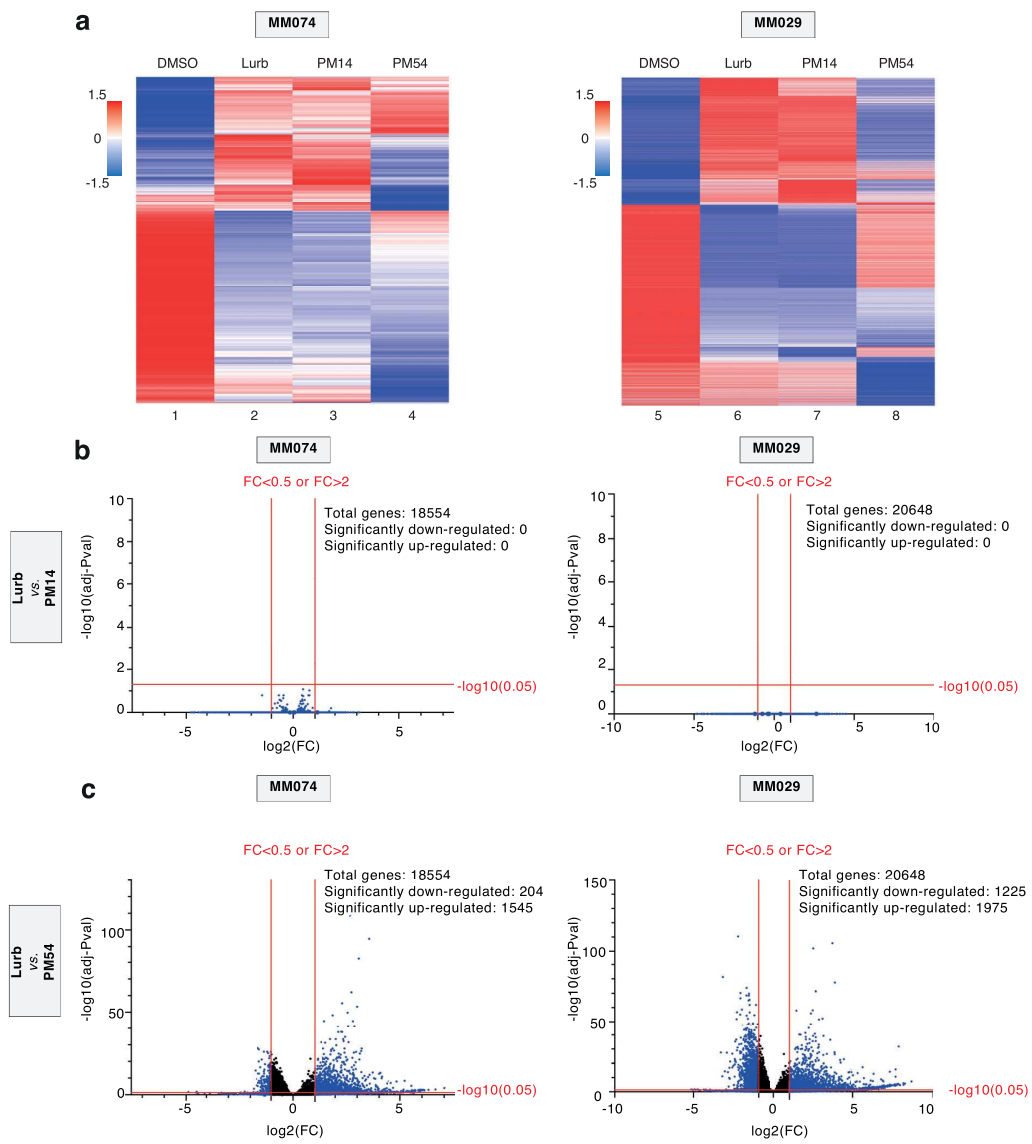 a
MM074
MM029
DMSO Lurb PM14 PM54
DMSO Lurb PM14 PM54
1.5
0
-1.5
1.5
0
-1.5
1 2 3 4
5 6 7 8
b
MM074
MM029
Lurb
vs.
PM14
FC<0.5 or FC>2
Total genes: 18554
Significantly down-regulated: 0
Significantly up-regulated: 0
-log10(adj-Pval)
10
8
6
4
2
0
-log10(0.05)
-5 0 5
log2(FC)
FC<0.5 or FC>2
Total genes: 20648
Significantly down-regulated: 0
Significantly up-regulated: 0
-log10(adj-Pval)
10
8
6
4
2
0
-log10(0.05)
-10 -5 0 5 10
log2(FC)
c
MM074
MM029
Lurb
vs.
PM54
FC<0.5 or FC>2
Total genes: 18554
Significantly down-regulated: 204
Significantly up-regulated: 1545
-log10(adj-Pval)
100
50
0
-log10(0.05)
-5 0 5
log2(FC)
FC<0.5 or FC>2
Total genes: 20648
Significantly down-regulated: 1225
Significantly up-regulated: 1975
-log10(adj-Pval)
150
100
50
0
-log10(0.05)
-10 -5 0 5 10
log2(FC)